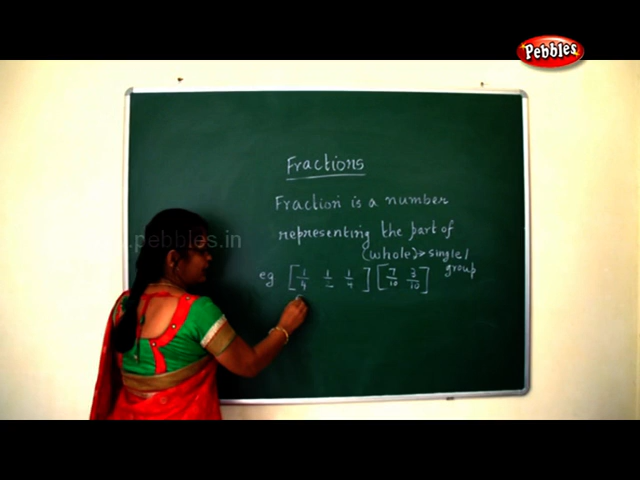 Pebbles
Fractions
Fraction is a number
representing the part of
(whole)→single/
group
eg [1/4 1/2 1/4] [7/10 3/10]
www.pebbles.in